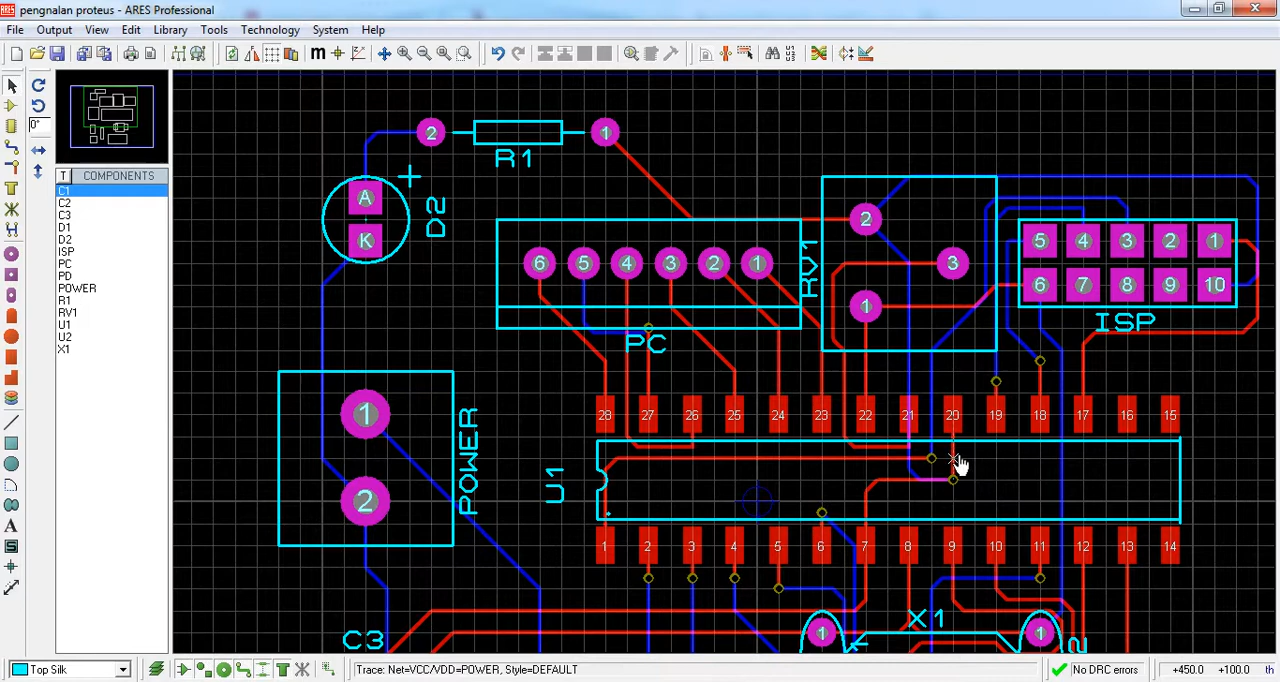 pengnalan proteus - ARES Professional
File Output View Edit Library Tools Technology System Help
0°
T COMPONENTS
C1
C2
C3
D1
D2
ISP
PC
PD
POWER
R1
RV1
U1
U2
X1
2 R1 1
A
K
+
D2
6 5 4 3 2 1
PC
RV1
2
3
1
5 4 3 2 1
6 7 8 9 10
ISP
1
2
POWER
28 27 26 25 24 23 22 21 20 19 18 17 16 15
U1
1 2 3 4 5 6 7 8 9 10 11 12 13 14
C3
1
X1
1
Top Silk
Trace: Net=VCC/VDD=POWER, Style=DEFAULT
No DRC errors
+450.0 +100.0 th